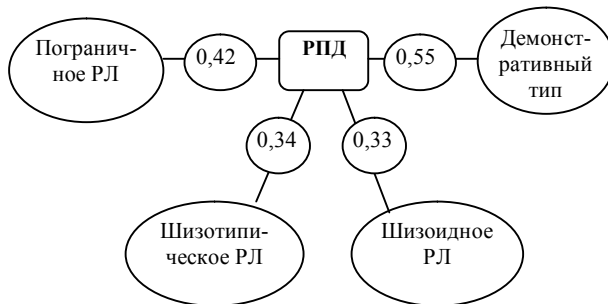 Погранич-
ное РЛ
0,42
РПД
0,55
Демонст-
ративный
тип
0,34
0,33
Шизотипи-
ческое РЛ
Шизоидное
РЛ